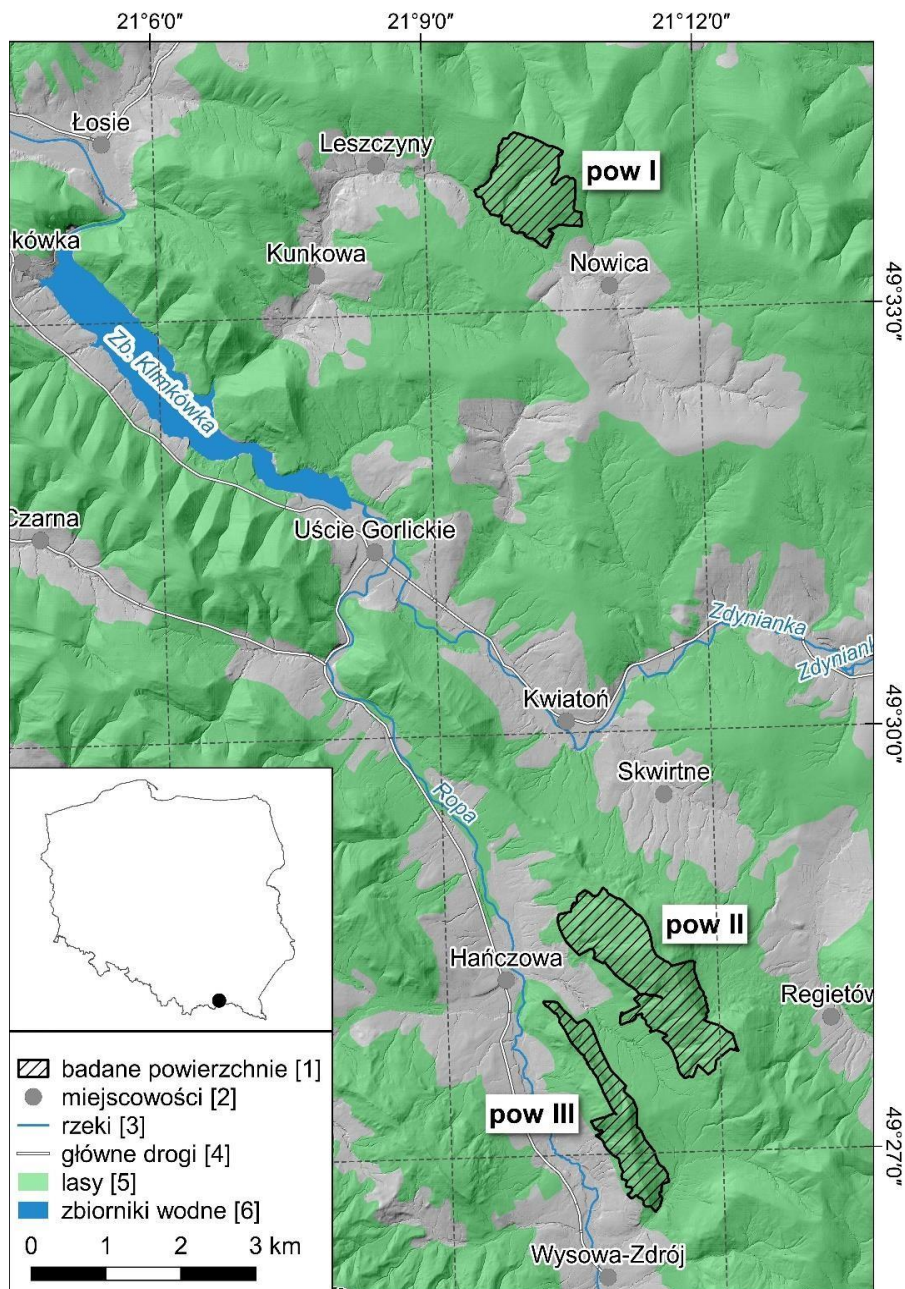 21°6′0″
21°9′0″
21°12′0″
Łosie
Leszczyny
pow I
kówka
Kunkowa
Nowica
49°33′0″
Zb. Klimkówka
Czarna
Uście Gorlickie
Zdynianka
Zdyniank
Kwiatoń
49°30′0″
Skwirtne
Ropa
pow II
Hańczowa
Regietów
pow III
49°27′0″
Wysowa-Zdrój
badane powierzchnie [1]
miejscowości [2]
rzeki [3]
główne drogi [4]
lasy [5]
zbiorniki wodne [6]
0 1 2 3 km